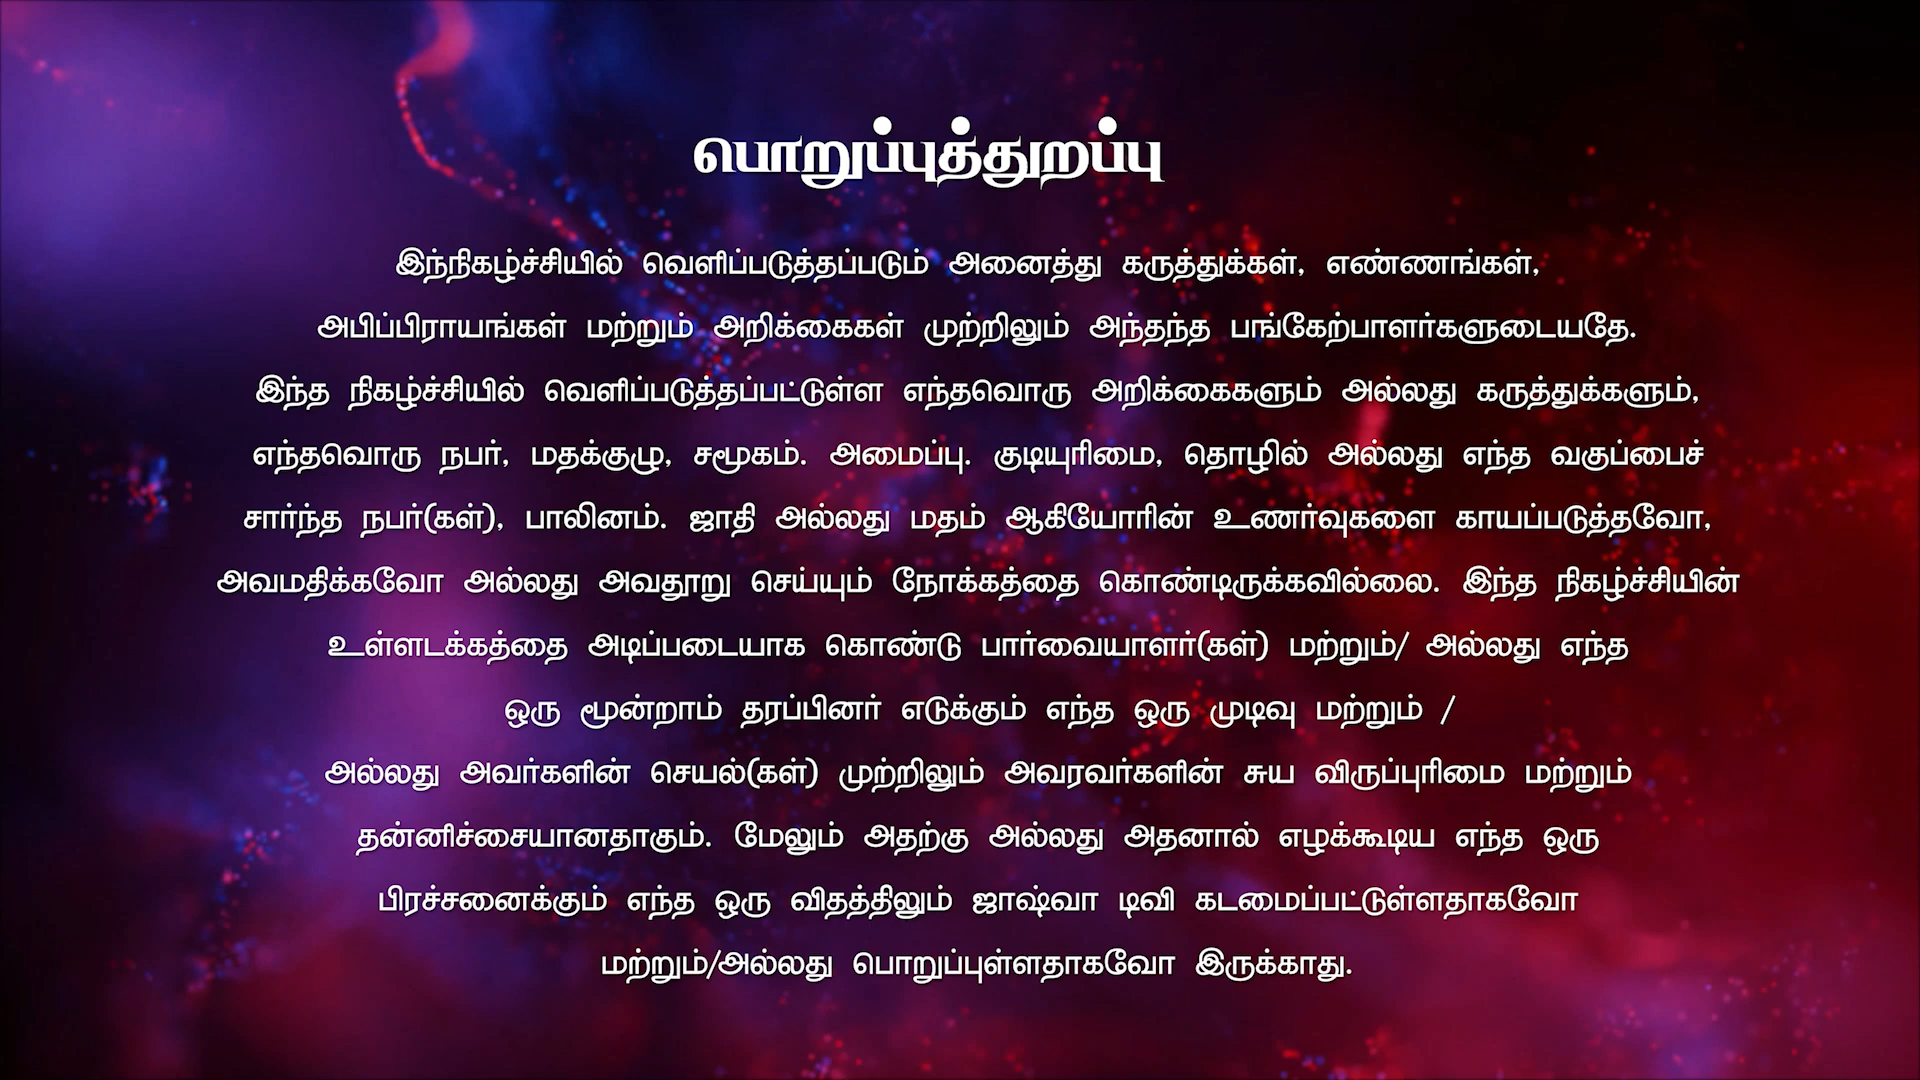 பொறுப்புத்துறப்பு
இந்நிகழ்ச்சியில் வெளிப்படுத்தப்படும் அனைத்து கருத்துக்கள், எண்ணங்கள்,
அபிப்பிராயங்கள் மற்றும் அறிக்கைகள் முற்றிலும் அந்தந்த பங்கேற்பாளர்களுடையதே.
இந்த நிகழ்ச்சியில் வெளிப்படுத்தப்பட்டுள்ள எந்தவொரு அறிக்கைகளும் அல்லது கருத்துக்களும்,
எந்தவொரு நபர், மதக்குழு, சமூகம். அமைப்பு. குடியுரிமை, தொழில் அல்லது எந்த வகுப்பைச்
சார்ந்த நபர்(கள்), பாலினம். ஜாதி அல்லது மதம் ஆகியோரின் உணர்வுகளை காயப்படுத்தவோ,
அவமதிக்கவோ அல்லது அவதூறு செய்யும் நோக்கத்தை கொண்டிருக்கவில்லை. இந்த நிகழ்ச்சியின்
உள்ளடக்கத்தை அடிப்படையாக கொண்டு பார்வையாளர்(கள்) மற்றும்/ அல்லது எந்த
ஒரு மூன்றாம் தரப்பினர் எடுக்கும் எந்த ஒரு முடிவு மற்றும் /
அல்லது அவர்களின் செயல்(கள்) முற்றிலும் அவரவர்களின் சுய விருப்புரிமை மற்றும்
தன்னிச்சையானதாகும். மேலும் அதற்கு அல்லது அதனால் எழக்கூடிய எந்த ஒரு
பிரச்சனைக்கும் எந்த ஒரு விதத்திலும் ஜாஷ்வா டிவி கடமைப்பட்டுள்ளதாகவோ
மற்றும்/அல்லது பொறுப்புள்ளதாகவோ இருக்காது.